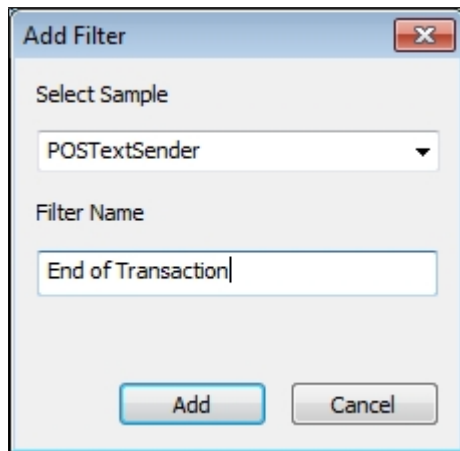 Add Filter
Select Sample
POSTextSender
Filter Name
End of Transaction
Add Cancel